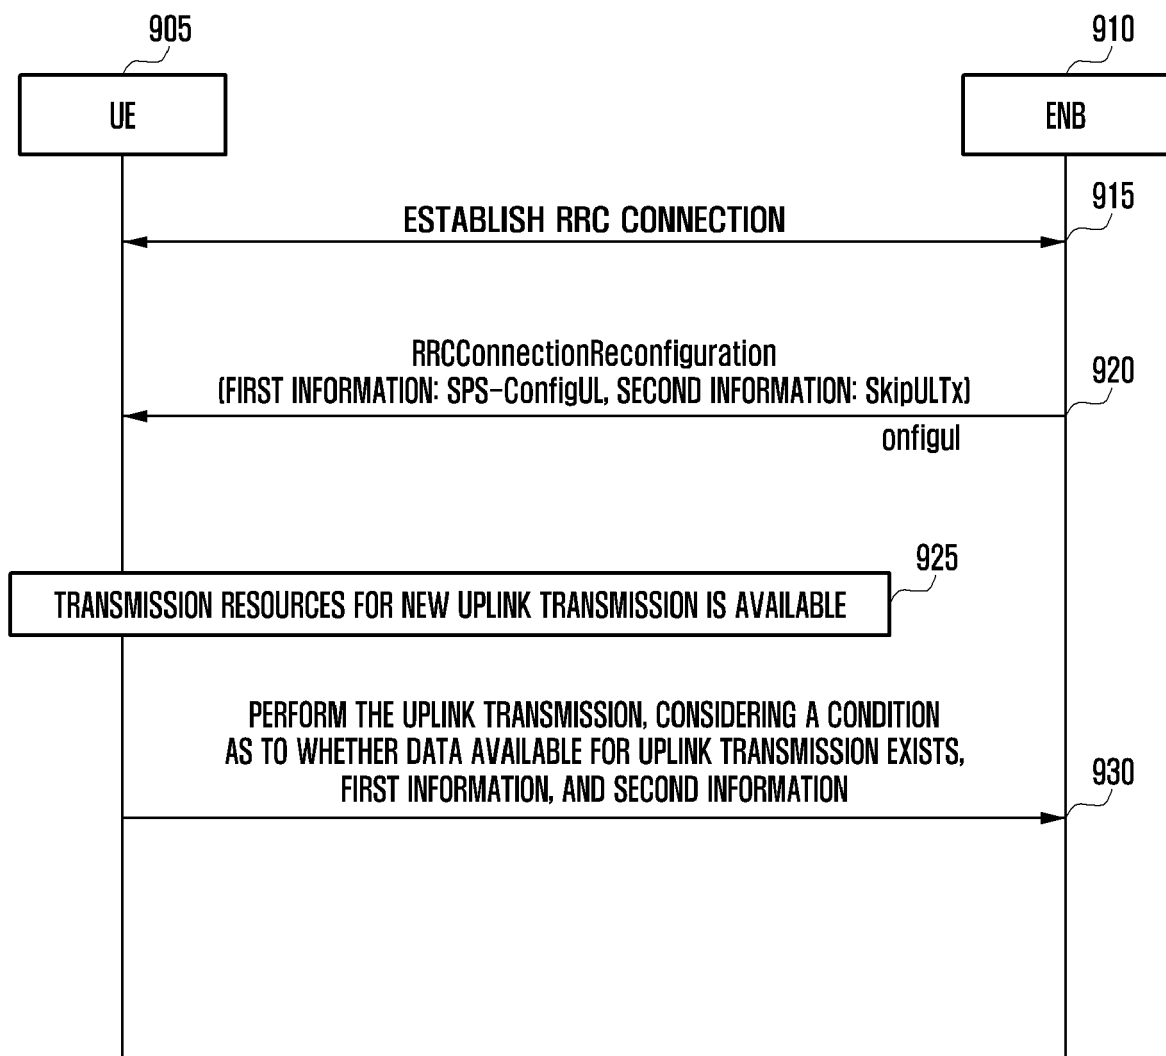 905
910
UE
ENB
915
ESTABLISH RRC CONNECTION
RRCConnectionReconfiguration
920
(FIRST INFORMATION: SPS-ConfigUL, SECOND INFORMATION: SkipULTx)
onfigul
925
TRANSMISSION RESOURCES FOR NEW UPLINK TRANSMISSION IS AVAILABLE
PERFORM THE UPLINK TRANSMISSION, CONSIDERING A CONDITION
AS TO WHETHER DATA AVAILABLE FOR UPLINK TRANSMISSION EXISTS,
930
FIRST INFORMATION, AND SECOND INFORMATION